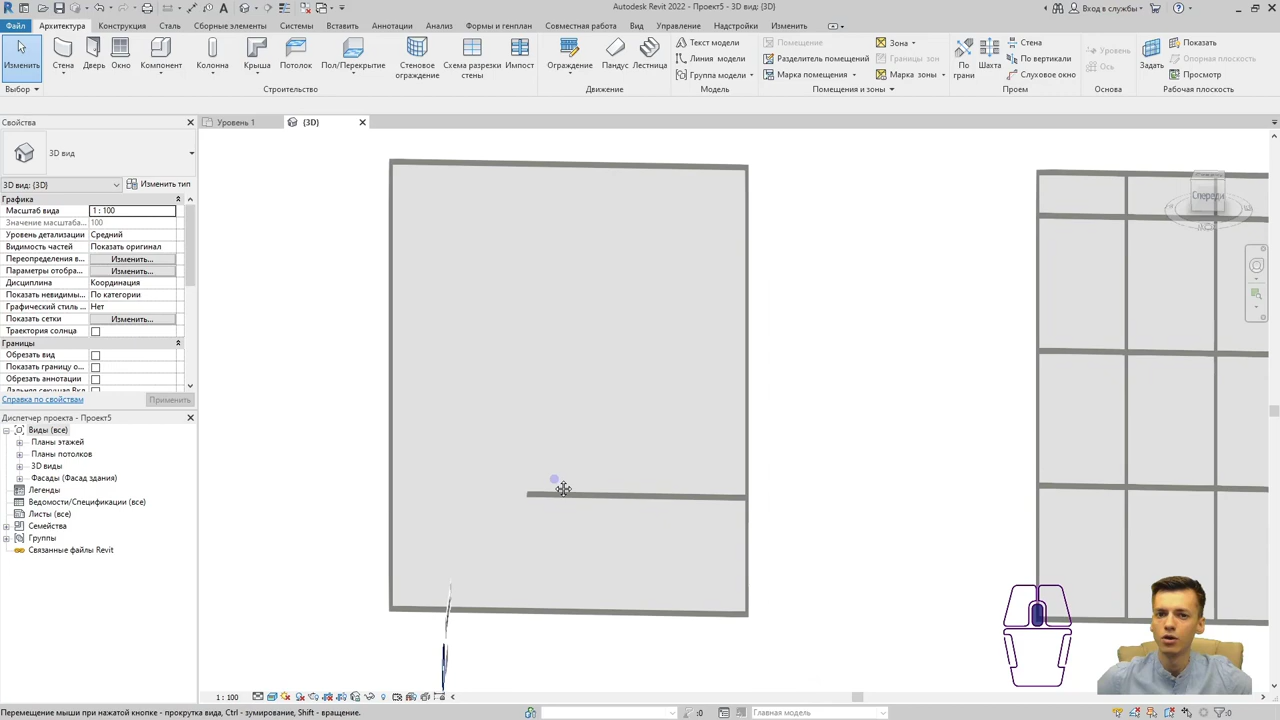 Autodesk Revit 2022 - Проект5 - 3D вид: {3D}
Вход в службы
Файл Архитектура Конструкция Сталь Сборные элементы Системы Вставить Аннотации Анализ Формы и генплан Совместная работа Вид Управление Надстройки Изменить
Изменить Стена Дверь Окно Компонент Колонна Крыша Потолок Пол/Перекрытие Стеновое ограждение Схема разрезки стены Импост Ограждение Пандус Лестница
Текст модели
Линия модели
Группа модели
Помещение
Разделитель помещений
Марка помещения
Зона
Границы зон
Марка зоны
По грани
Шахта
Стена
По вертикали
Слуховое окно
Уровень
Ось
Задать
Показать
Опорная плоскость
Просмотр
Выбор Строительство Движение Модель Помещения и зоны Проем Основа Рабочая плоскость
Свойства
Уровень 1
{3D}
3D вид
3D вид: {3D} Изменить тип
Графика
Масштаб вида 1 : 100
Значение масштаба... 100
Уровень детализации Средний
Видимость частей Показать оригинал
Переопределения в... Изменить...
Параметры отобра... Изменить...
Дисциплина Координация
Показать невидимы... По категории
Графический стиль ... Нет
Показать сетки Изменить...
Траектория солнца
Границы
Обрезать вид
Показать границу о...
Обрезать аннотации
Справка по свойствам Применить
Диспетчер проекта - Проект5
Виды (все)
Планы этажей
Планы потолков
3D виды
Фасады (Фасад здания)
Легенды
Ведомости/Спецификации (все)
Листы (все)
Семейства
Группы
Связанные файлы Revit
Спереди
1 : 100
Перемещение мыши при нажатой кнопке - прокрутка вида, Ctrl - зумирование, Shift - вращение.
:0
Главная модель
:0